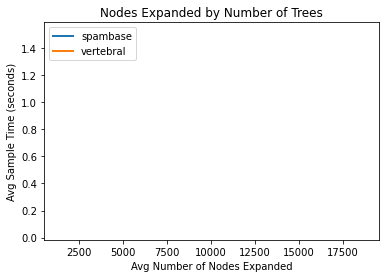 Nodes Expanded by Number of Trees
spambase
vertebral
Avg Sample Time (seconds)
1.4
1.2
1.0
0.8
0.6
0.4
0.2
0.0
2500 5000 7500 10000 12500 15000 17500
Avg Number of Nodes Expanded